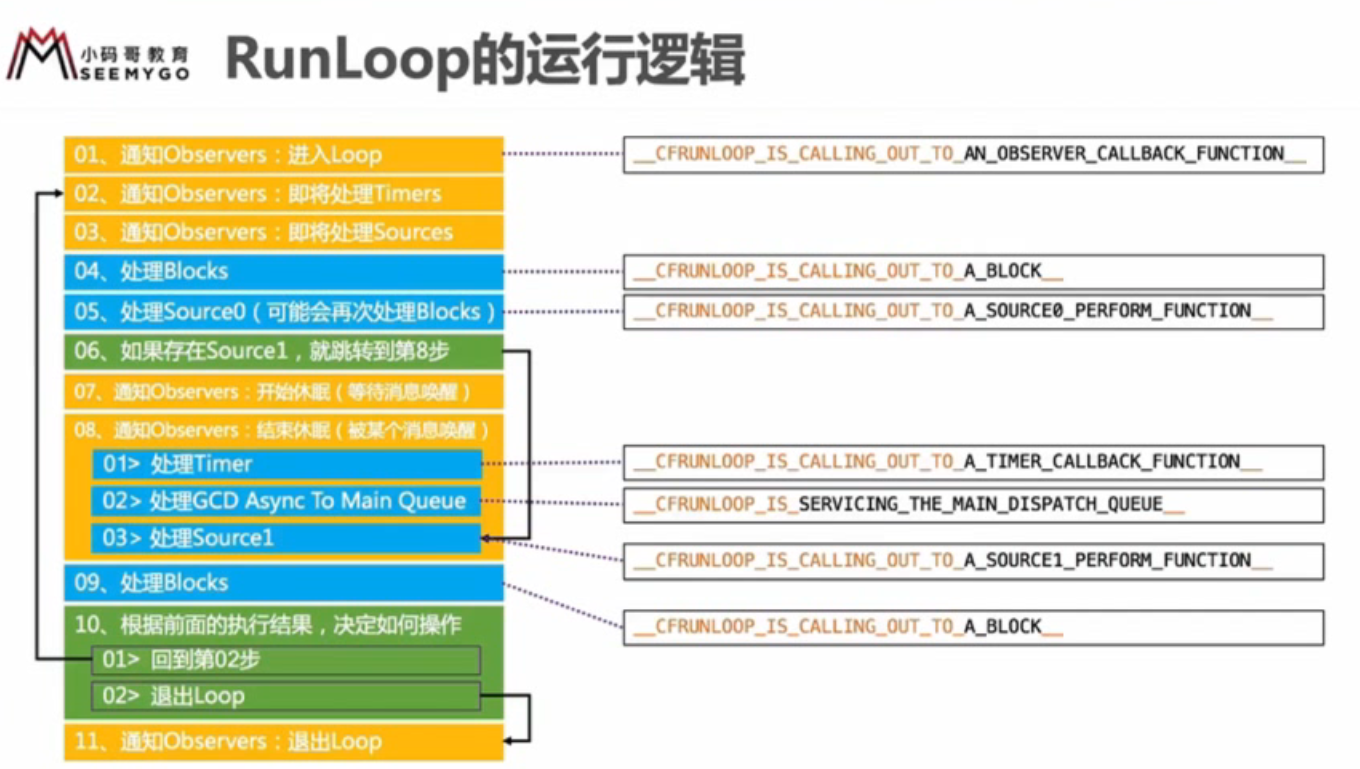 小码哥教育
SEEMYGO
RunLoop的运行逻辑
01、通知Observers：进入Loop
__CFRUNLOOP_IS_CALLING_OUT_TO_AN_OBSERVER_CALLBACK_FUNCTION__
02、通知Observers：即将处理Timers
03、通知Observers：即将处理Sources
04、处理Blocks
__CFRUNLOOP_IS_CALLING_OUT_TO_A_BLOCK__
05、处理Source0（可能会再次处理Blocks）
__CFRUNLOOP_IS_CALLING_OUT_TO_A_SOURCE0_PERFORM_FUNCTION__
06、如果存在Source1，就跳转到第8步
07、通知Observers：开始休眠（等待消息唤醒）
08、通知Observers：结束休眠（被某个消息唤醒）
01> 处理Timer
__CFRUNLOOP_IS_CALLING_OUT_TO_A_TIMER_CALLBACK_FUNCTION__
02> 处理GCD Async To Main Queue
__CFRUNLOOP_IS_SERVICING_THE_MAIN_DISPATCH_QUEUE__
03> 处理Source1
__CFRUNLOOP_IS_CALLING_OUT_TO_A_SOURCE1_PERFORM_FUNCTION__
09、处理Blocks
__CFRUNLOOP_IS_CALLING_OUT_TO_A_BLOCK__
10、根据前面的执行结果，决定如何操作
01> 回到第02步
02> 退出Loop
11、通知Observers：退出Loop